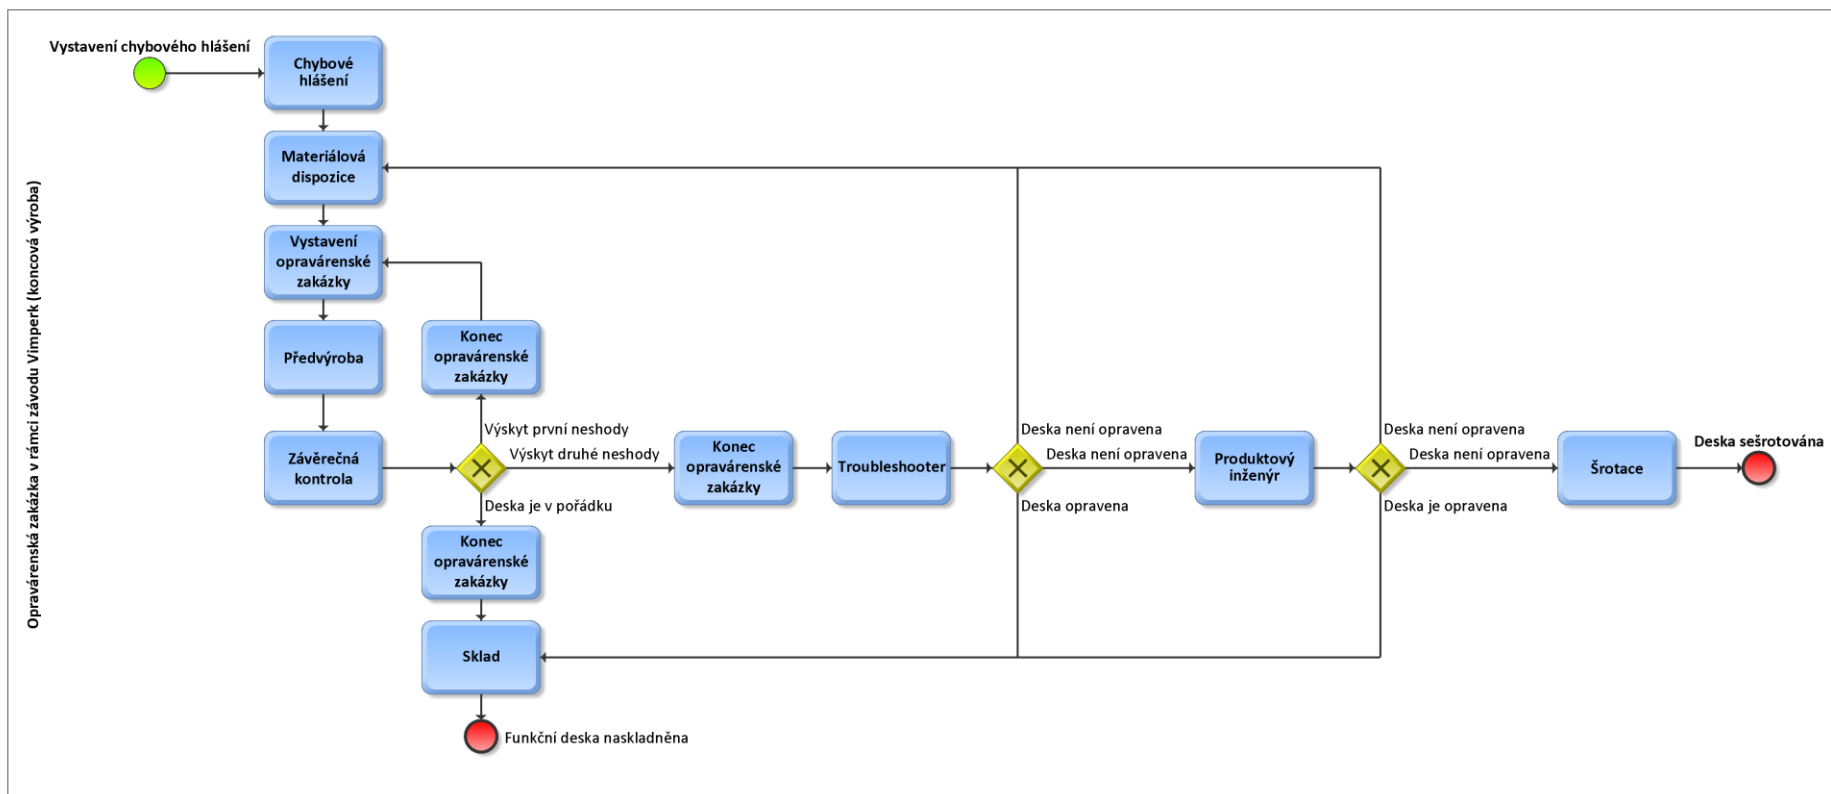 Opravárenská zakázka v rámci závodu Vimperk (koncová výroba)
Vystavení chybového hlášení
Chybové
hlášení
Materiálová
dispozice
Vystavení
opravárenské
zakázky
Předvýroba
Konec
opravárenské
zakázky
Závěrečná
kontrola
Výskyt první neshody
Výskyt druhé neshody
Deska je v pořádku
Konec
opravárenské
zakázky
Troubleshooter
Deska není opravena
Deska není opravena
Deska opravena
Produktový
inženýr
Deska není opravena
Deska není opravena
Deska je opravena
Šrotace
Deska sešrotována
Konec
opravárenské
zakázky
Sklad
Funkční deska naskladněna